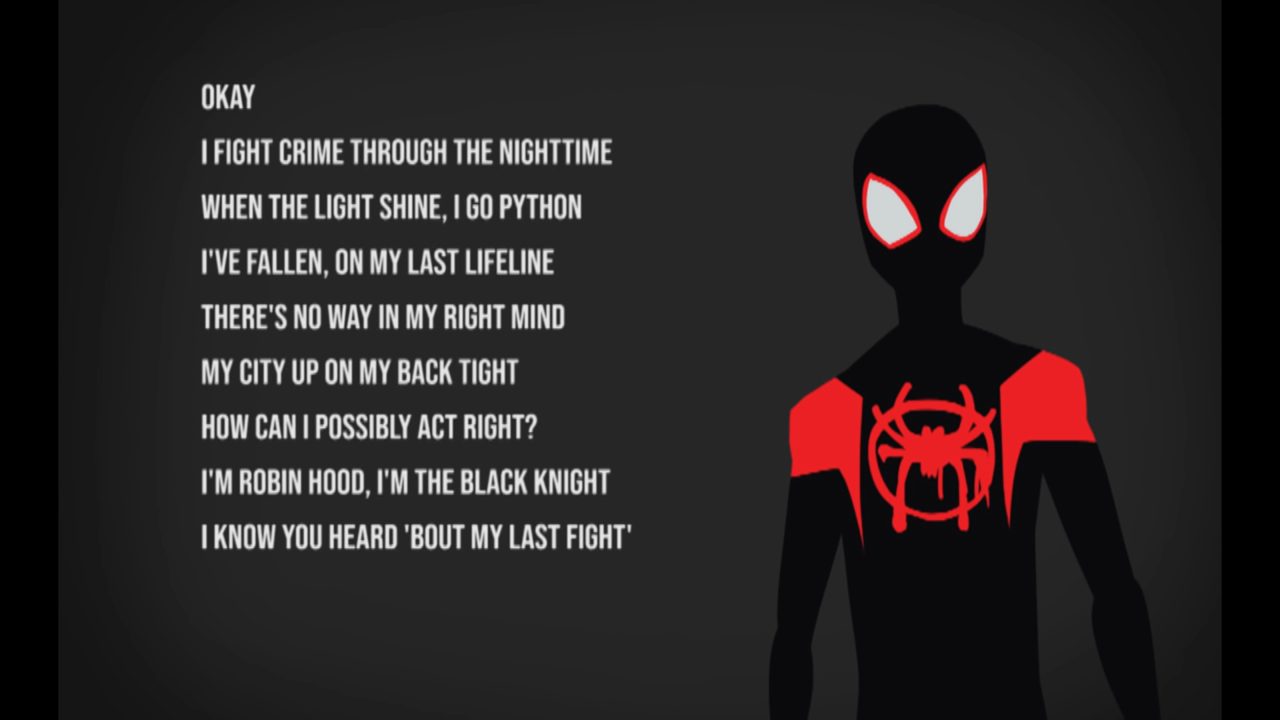 OKAY
I FIGHT CRIME THROUGH THE NIGHTTIME
WHEN THE LIGHT SHINE, I GO PYTHON
I'VE FALLEN, ON MY LAST LIFELINE
THERE'S NO WAY IN MY RIGHT MIND
MY CITY UP ON MY BACK TIGHT
HOW CAN I POSSIBLY ACT RIGHT?
I'M ROBIN HOOD, I'M THE BLACK KNIGHT
I KNOW YOU HEARD 'BOUT MY LAST FIGHT'